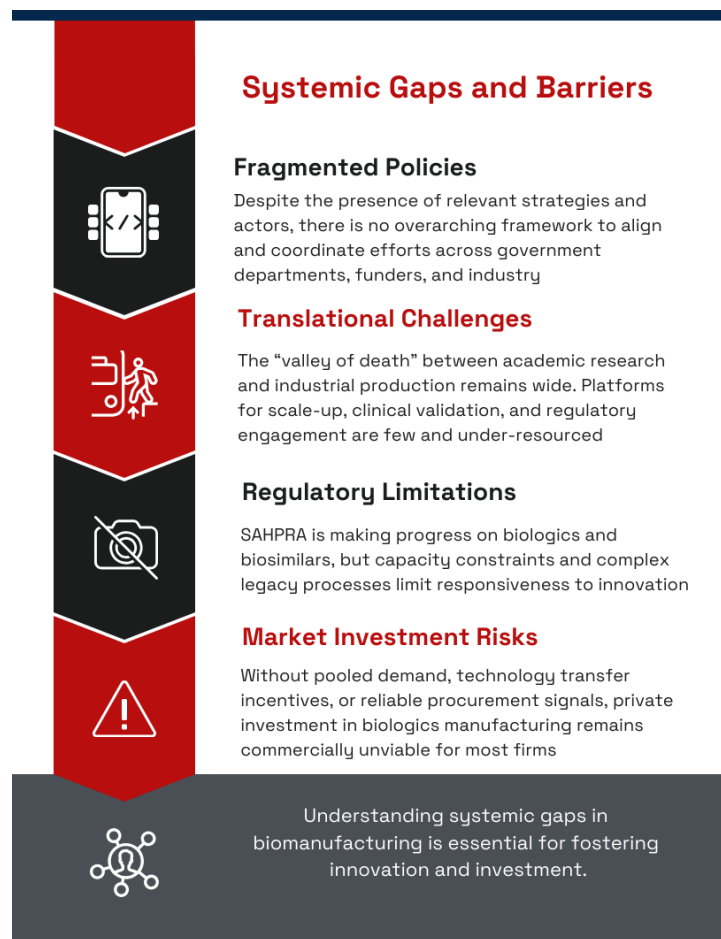 Systemic Gaps and Barriers
Fragmented Policies
Despite the presence of relevant strategies and
actors, there is no overarching framework to align
and coordinate efforts across government
departments, funders, and industry
</>
Translational Challenges
The “valley of death” between academic research
and industrial production remains wide. Platforms
for scale-up, clinical validation, and regulatory
engagement are few and under-resourced
Regulatory Limitations
SAHPRA is making progress on biologics and
biosimilars, but capacity constraints and complex
legacy processes limit responsiveness to innovation
Market Investment Risks
Without pooled demand, technology transfer
incentives, or reliable procurement signals, private
investment in biologics manufacturing remains
commercially unviable for most firms
!
Understanding systemic gaps in
biomanufacturing is essential for fostering
innovation and investment.